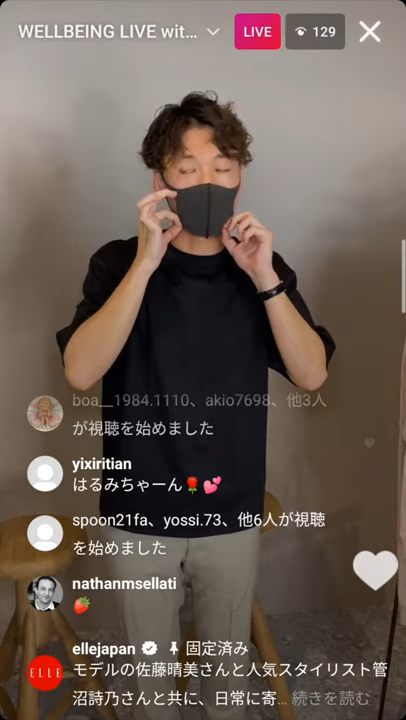 WELLBEING LIVE wit...
LIVE
129
boa__1984.1110、akio7698、他3人
が視聴を始めました
yixiritian
はるみちゃーん🌹💕
spoon21fa、yossi.73、他6人が視聴
を始めました
nathanmsellati
🍓
ellejapan 固定済み
ELLE
モデルの佐藤晴美さんと人気スタイリスト管
沼詩乃さんと共に、日常に寄... 続きを読む